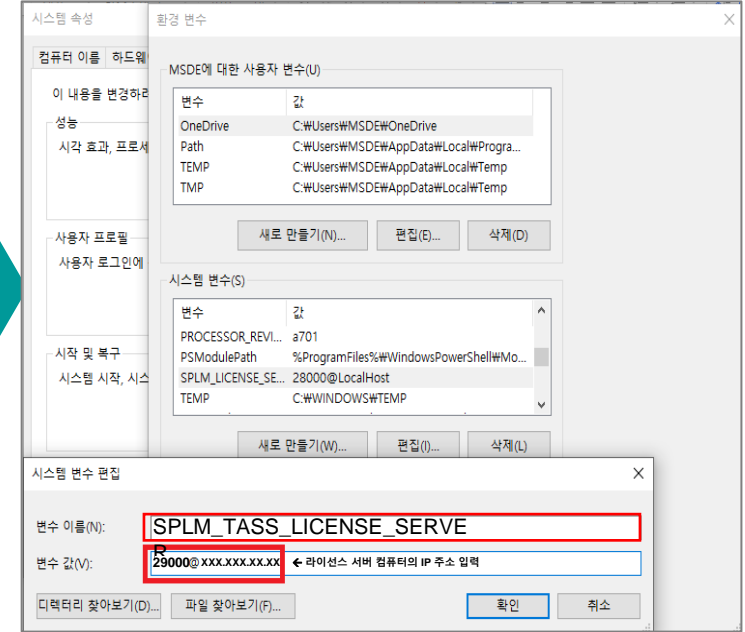 시스템 속성
환경 변수
컴퓨터 이름 하드웨
이 내용을 변경하려
성능
시각 효과, 프로세
사용자 프로필
사용자 로그인에
시작 및 복구
시스템 시작, 시스
MSDE에 대한 사용자 변수(U)
변수 값
OneDrive C:₩Users₩MSDE₩OneDrive
Path C:₩Users₩MSDE₩AppData₩Local₩Progra...
TEMP C:₩Users₩MSDE₩AppData₩Local₩Temp
TMP C:₩Users₩MSDE₩AppData₩Local₩Temp
새로 만들기(N)... 편집(E)... 삭제(D)
시스템 변수(S)
변수 값
PROCESSOR_REVI... a701
PSModulePath %ProgramFiles%₩WindowsPowerShell₩Mo...
SPLM_LICENSE_SE... 28000@LocalHost
TEMP C:₩WINDOWS₩TEMP
새로 만들기(W)... 편집(I)... 삭제(L)
시스템 변수 편집
변수 이름(N): SPLM_TASS_LICENSE_SERVE
R
변수 값(V): 29000@xxx.xxx.xx.xx ← 라이선스 서버 컴퓨터의 IP 주소 입력
디렉터리 찾아보기(D)... 파일 찾아보기(F)... 확인 취소